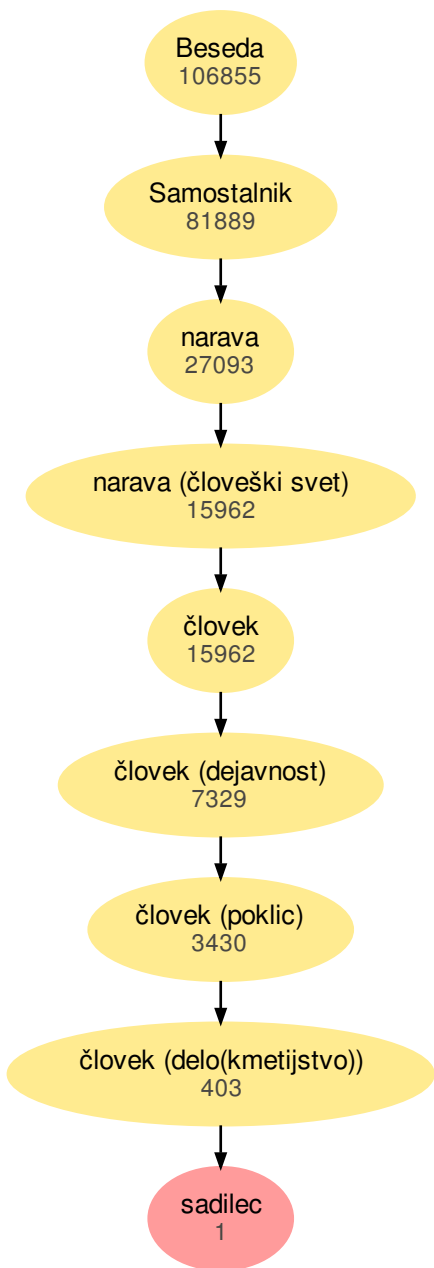 Beseda
106855
Samostalnik
81889
narava
27093
narava (človeški svet)
15962
človek
15962
človek (dejavnost)
7329
človek (poklic)
3430
človek (delo(kmetijstvo))
403
sadilec
1